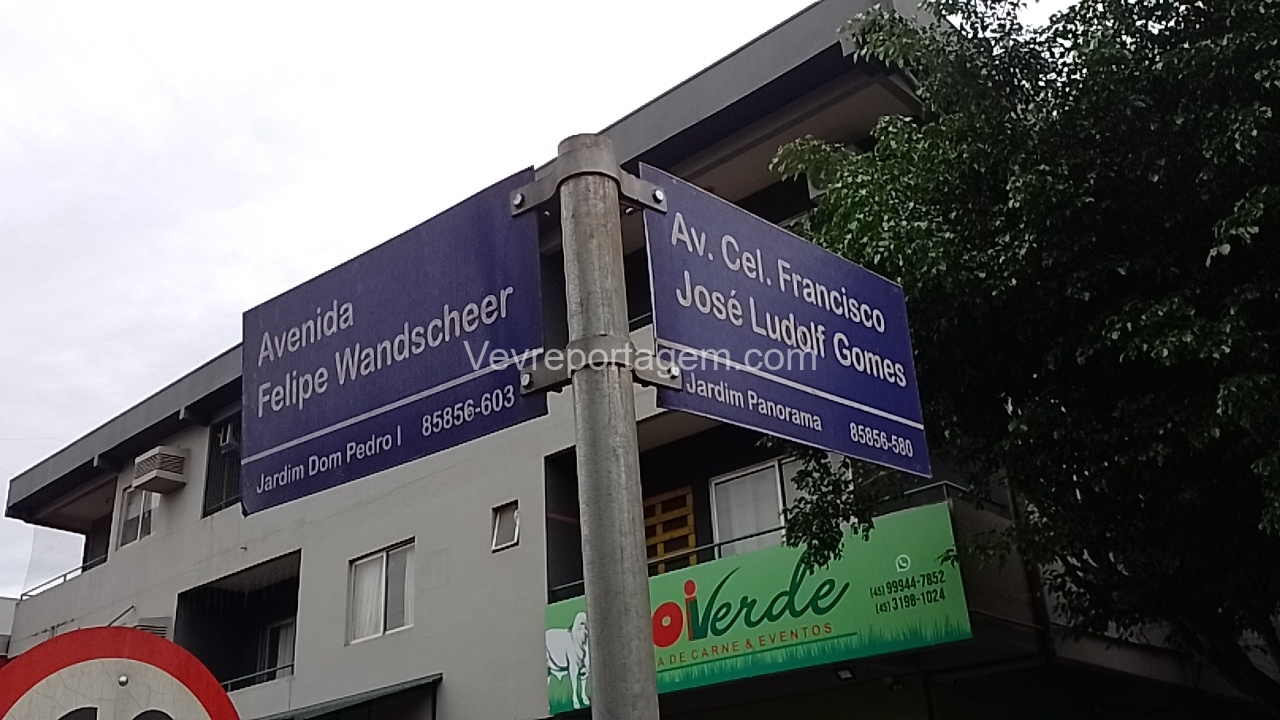 Avenida
Felipe Wandscheer
Jardim Dom Pedro I 85856-603
Av. Cel. Francisco
José Ludolf Gomes
Jardim Panorama 85856-580
Vevreportagem.com
Verde
DE CARNE & EVENTOS
(45) 99944-7852
(45) 3198-1024